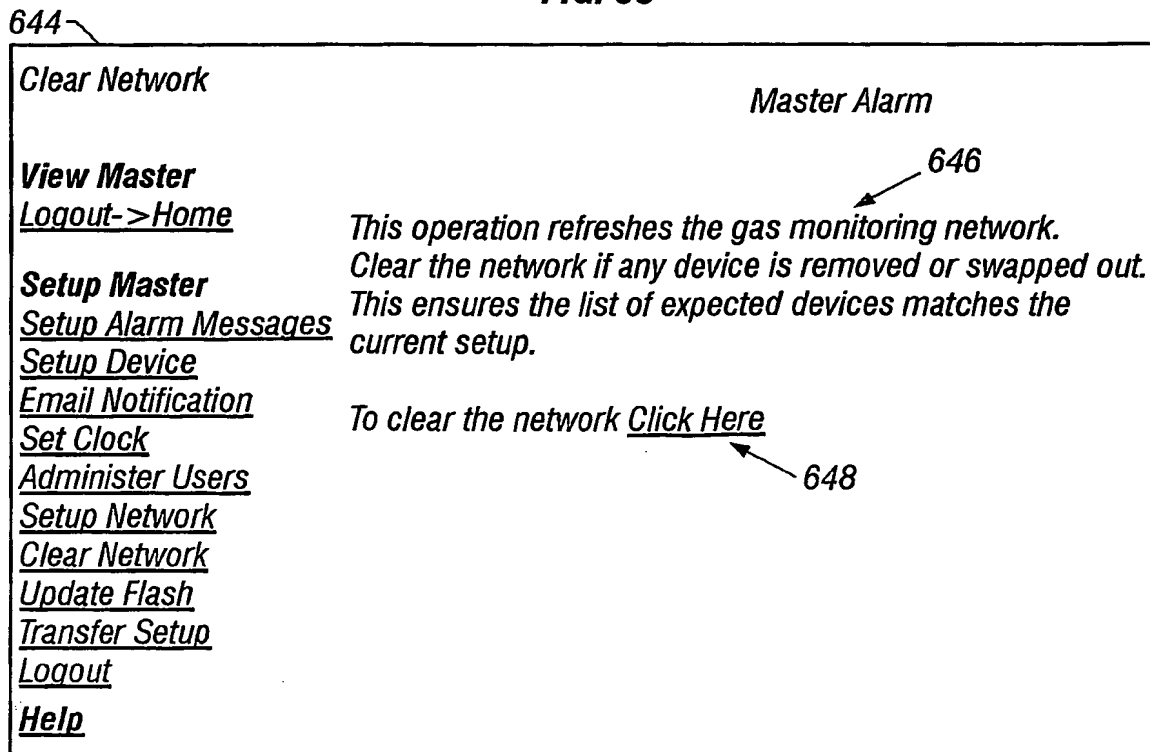 644
Clear Network
Master Alarm
646
View Master
Logout->Home
This operation refreshes the gas monitoring network.
Clear the network if any device is removed or swapped out.
This ensures the list of expected devices matches the
current setup.
Setup Master
Setup Alarm Messages
Setup Device
Email Notification
Set Clock
Administer Users
Setup Network
Clear Network
Update Flash
Transfer Setup
Logout
Help
To clear the network Click Here
648